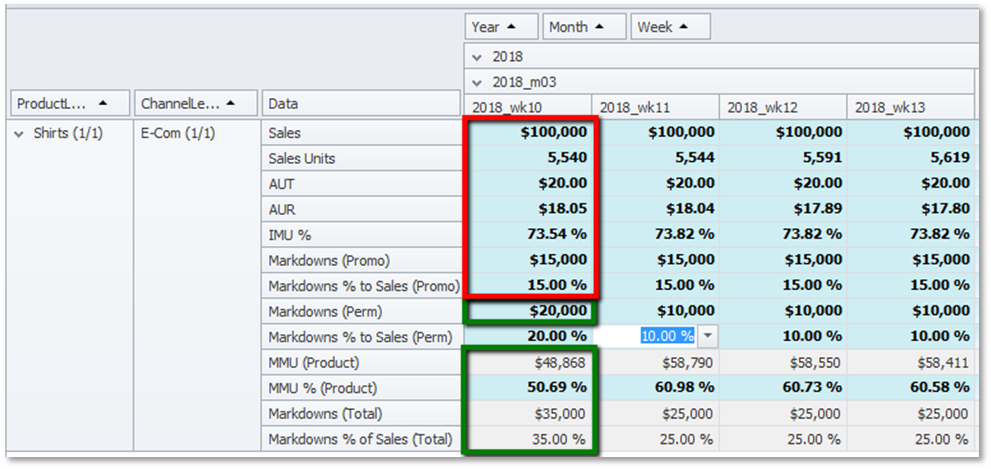 Year Month Week
2018
2018_m03
ProductL... ChannelLe... Data 2018_wk10 2018_wk11 2018_wk12 2018_wk13
Shirts (1/1) E-Com (1/1) Sales $100,000 $100,000 $100,000 $100,000
Sales Units 5,540 5,544 5,591 5,619
AUT $20.00 $20.00 $20.00 $20.00
AUR $18.05 $18.04 $17.89 $17.80
IMU % 73.54 % 73.82 % 73.82 % 73.82 %
Markdowns (Promo) $15,000 $15,000 $15,000 $15,000
Markdowns % to Sales (Promo) 15.00 % 15.00 % 15.00 % 15.00 %
Markdowns (Perm) $20,000 $10,000 $10,000 $10,000
Markdowns % to Sales (Perm) 20.00 % 10.00 % 10.00 % 10.00 %
MMU (Product) $48,868 $58,790 $58,550 $58,411
MMU % (Product) 50.69 % 60.98 % 60.73 % 60.58 %
Markdowns (Total) $35,000 $25,000 $25,000 $25,000
Markdowns % of Sales (Total) 35.00 % 25.00 % 25.00 % 25.00 %